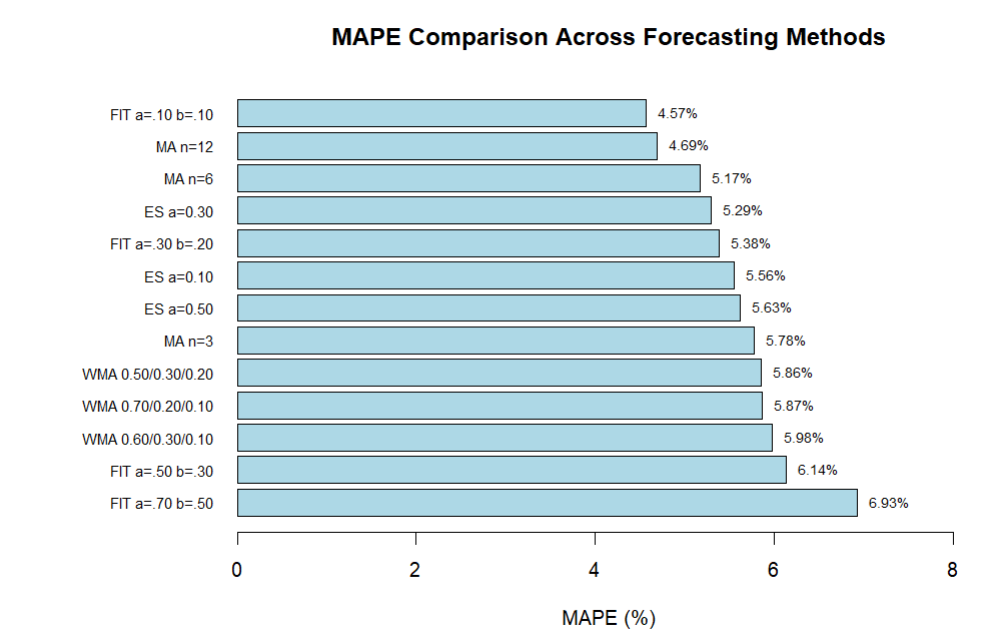 MAPE Comparison Across Forecasting Methods
FIT a=.10 b=.10 4.57%
MA n=12 4.69%
MA n=6 5.17%
ES a=0.30 5.29%
FIT a=.30 b=.20 5.38%
ES a=0.10 5.56%
ES a=0.50 5.63%
MA n=3 5.78%
WMA 0.50/0.30/0.20 5.86%
WMA 0.70/0.20/0.10 5.87%
WMA 0.60/0.30/0.10 5.98%
FIT a=.50 b=.30 6.14%
FIT a=.70 b=.50 6.93%
0 2 4 6 8
MAPE (%)